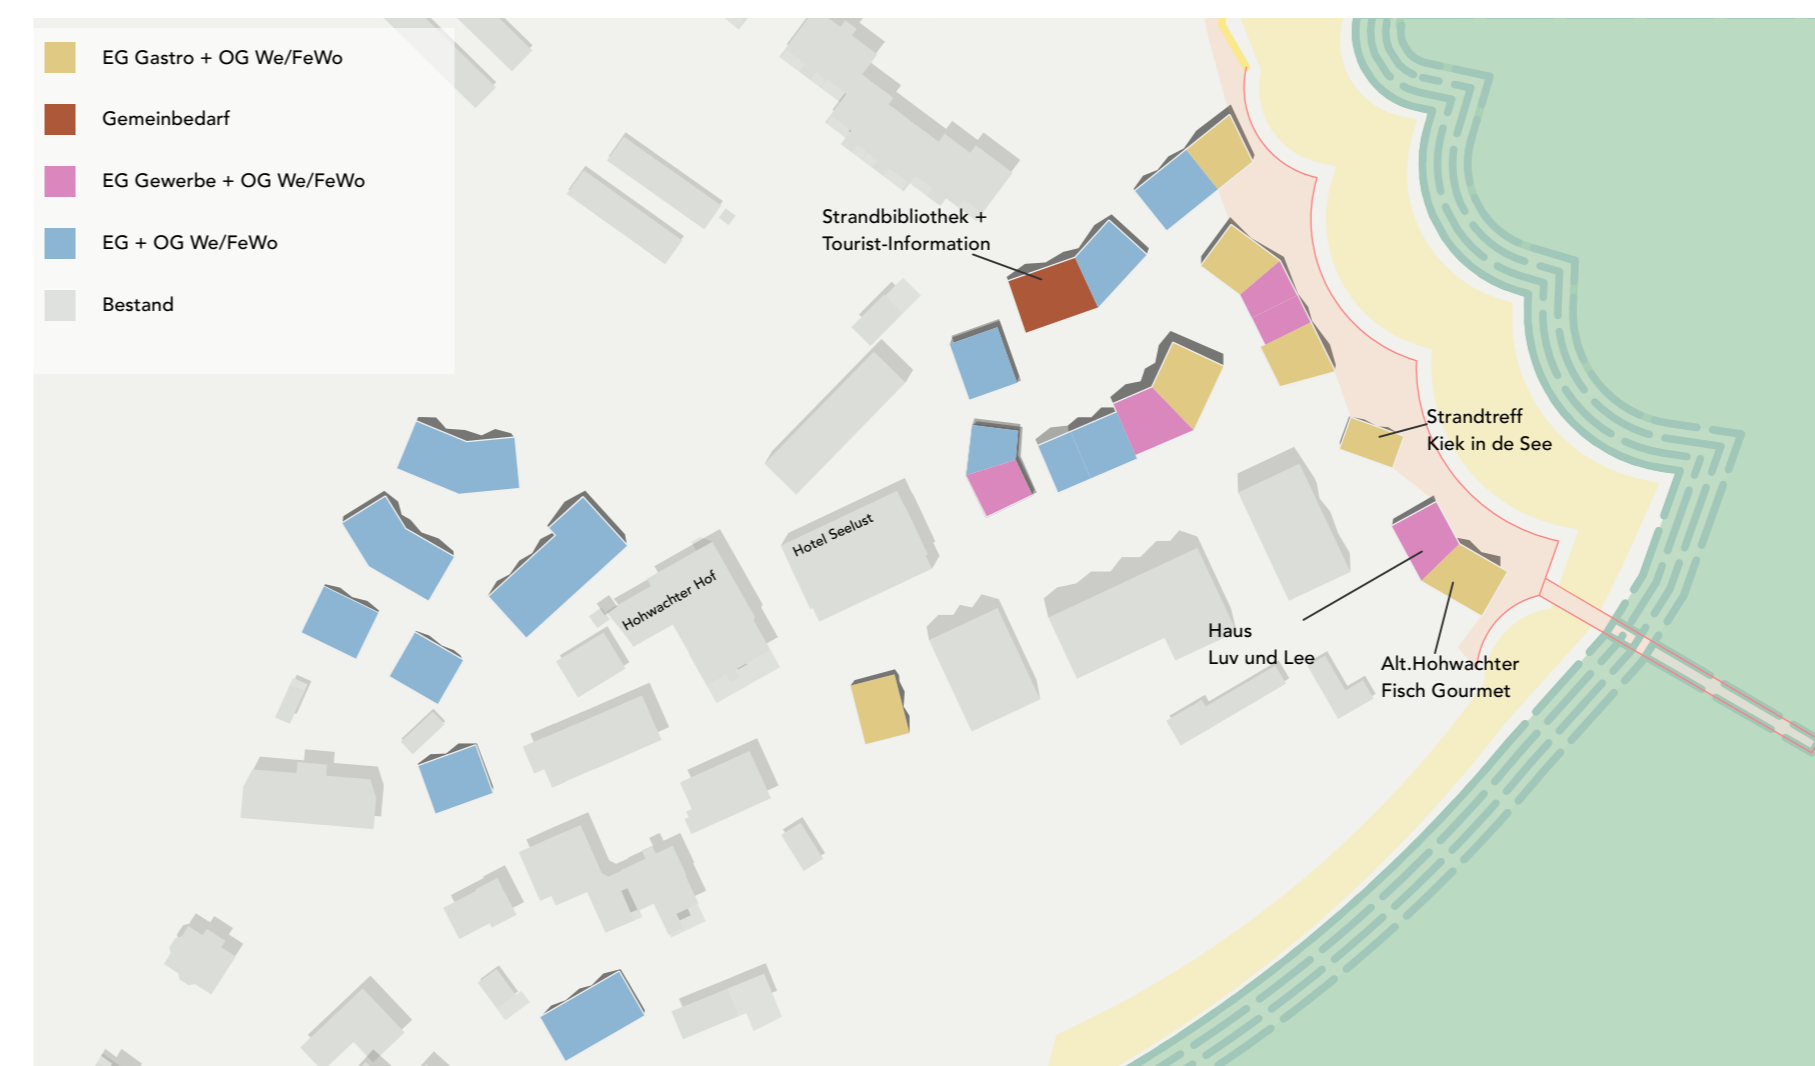 EG Gastro + OG We/FeWo
Gemeinbedarf
EG Gewerbe + OG We/FeWo
EG + OG We/FeWo
Bestand
Strandbibliothek +
Tourist-Information
Strandtreff
Kiek in de See
Hotel Seelust
Hohwachter Hof
Haus
Luv und Lee
Alt.Hohwachter
Fisch Gourmet